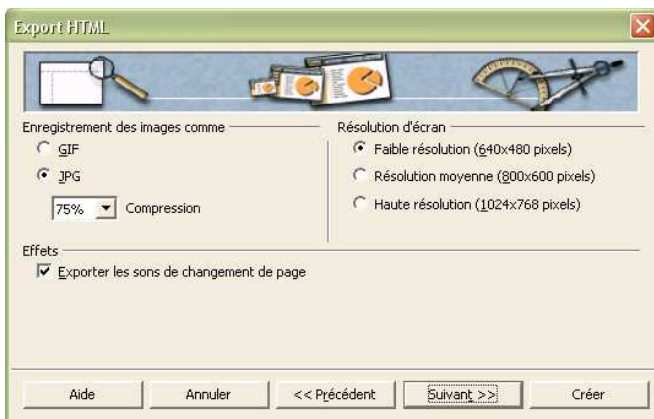 Export HTML
Enregistrement des images comme
GIF
JPG
75% Compression
Résolution d'écran
Faible résolution (640x480 pixels)
Résolution moyenne (800x600 pixels)
Haute résolution (1024x768 pixels)
Effets
Exporter les sons de changement de page
Aide Annuler << Précédent Suivant >> Créer